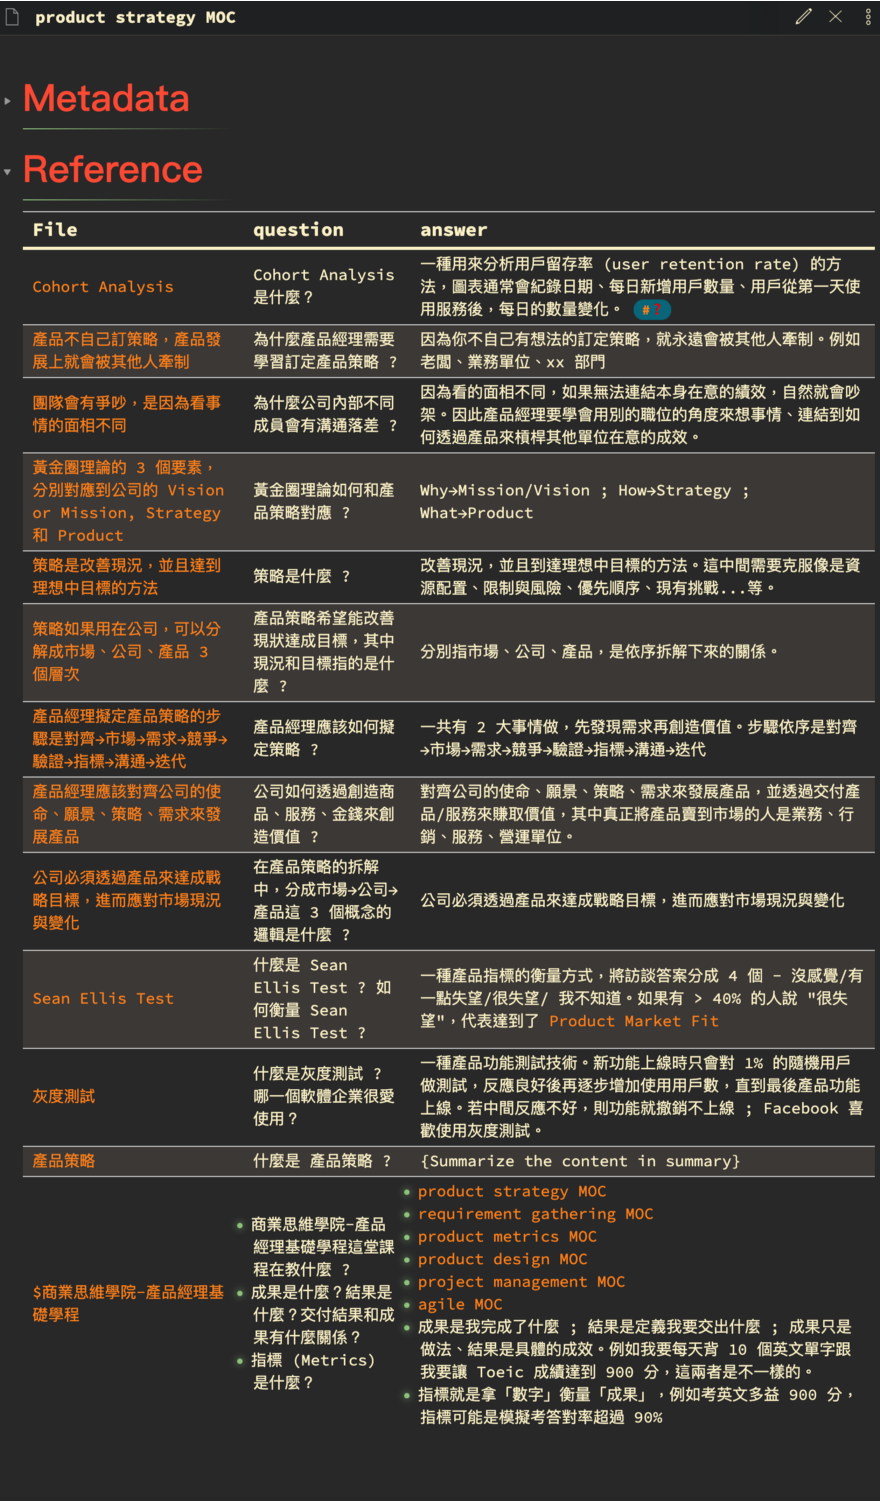 product strategy MOC
Metadata
Reference
File question answer
Cohort Analysis
Cohort Analysis
是什麼？
一種用來分析用戶留存率 (user retention rate) 的方
法，圖表通常會紀錄日期、每日新增用戶數量、用戶從第一天使
用服務後，每日的數量變化。 #❓
產品不自己訂策略，產品發
展上就會被其他人牽制
為什麼產品經理需要
學習訂定產品策略 ？
因為你不自己有想法的訂定策略，就永遠會被其他人牽制。例如
老闆、業務單位、xx 部門
團隊會有爭吵，是因為看事
情的面相不同
為什麼公司內部不同
成員會有溝通落差 ？
因為看的面相不同，如果無法連結本身在意的績效，自然就會吵
架。因此產品經理要學會用別的職位的角度來想事情、連結到如
何透過產品來槓桿其他單位在意的成效。
黃金圈理論的 3 個要素，
分別對應到公司的 Vision
or Mission, Strategy
和 Product
黃金圈理論如何和產
品策略對應 ？
Why→Mission/Vision ; How→Strategy ;
What→Product
策略是改善現況，並且達到
理想中目標的方法
策略是什麼 ？
改善現況，並且到達理想中目標的方法。這中間需要克服像是資
源配置、限制與風險、優先順序、現有挑戰...等。
策略如果用在公司，可以分
解成市場、公司、產品 3
個層次
產品策略希望能改善
現狀達成目標，其中
現況和目標指的是什
麼 ？
分別指市場、公司、產品，是依序拆解下來的關係。
產品經理擬定產品策略的步
驟是對齊→市場→需求→競爭→
驗證→指標→溝通→迭代
產品經理應該如何擬
定策略 ？
一共有 2 大事情做，先發現需求再創造價值。步驟依序是對齊
→市場→需求→競爭→驗證→指標→溝通→迭代
產品經理應該對齊公司的使
命、願景、策略、需求來發
展產品
公司如何透過創造商
品、服務、金錢來創
造價值 ？
對齊公司的使命、願景、策略、需求來發展產品，並透過交付產
品/服務來賺取價值，其中真正將產品賣到市場的人是業務、行
銷、服務、營運單位。
公司必須透過產品來達成戰
略目標，進而應對市場現況
與變化
在產品策略的拆解
中，分成市場→公司→
產品這 3 個概念的
邏輯是什麼 ？
公司必須透過產品來達成戰略目標，進而應對市場現況與變化
Sean Ellis Test
什麼是 Sean
Ellis Test ? 如
何衡量 Sean
Ellis Test ?
一種產品指標的衡量方式，將訪談答案分成 4 個 - 沒感覺/有
一點失望/很失望/ 我不知道。如果有 > 40% 的人說 "很失
望"，代表達到了 Product Market Fit
灰度測試
什麼是灰度測試 ？
哪一個軟體企業很愛
使用？
一種產品功能測試技術。新功能上線時只會對 1% 的隨機用戶
做測試，反應良好後再逐步增加使用用戶數，直到最後產品功能
上線。若中間反應不好，則功能就撤銷不上線 ; Facebook 喜
歡使用灰度測試。
產品策略
什麼是 產品策略 ？
{Summarize the content in summary}
$商業思維學院-產品經理基
礎學程
• 商業思維學院-產品
經理基礎學程這堂課
程在教什麼 ？
• 成果是什麼？結果是
什麼？交付結果和成
果有什麼關係？
• 指標 (Metrics)
是什麼？
• product strategy MOC
• requirement gathering MOC
• product metrics MOC
• product design MOC
• project management MOC
• agile MOC
• 成果是我完成了什麼 ; 結果是定義我要交出什麼 ; 成果只是
做法、結果是具體的成效。例如我要每天背 10 個英文單字跟
我要讓 Toeic 成績達到 900 分，這兩者是不一樣的。
• 指標就是拿「數字」衡量「成果」，例如考英文多益 900 分，
指標可能是模擬考答對率超過 90%